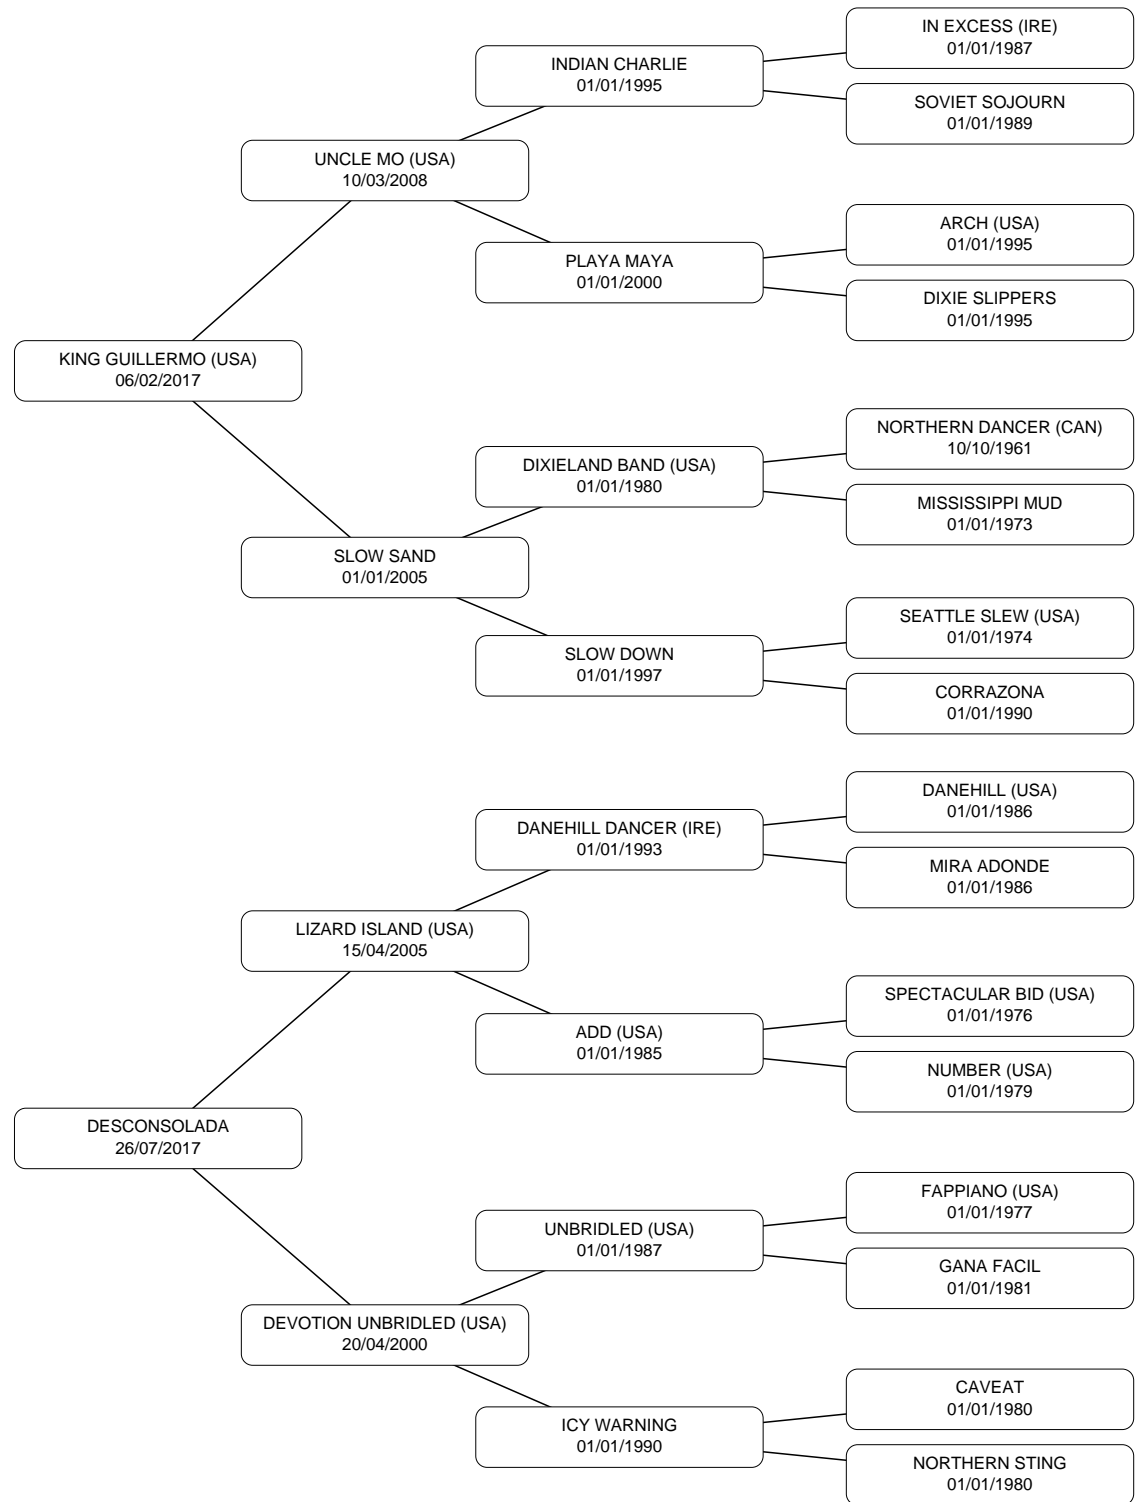 IN EXCESS (IRE)
01/01/1987
INDIAN CHARLIE
01/01/1995
SOVIET SOJOURN
01/01/1989
UNCLE MO (USA)
10/03/2008
ARCH (USA)
01/01/1995
PLAYA MAYA
01/01/2000
DIXIE SLIPPERS
01/01/1995
KING GUILLERMO (USA)
06/02/2017
NORTHERN DANCER (CAN)
10/10/1961
DIXIELAND BAND (USA)
01/01/1980
MISSISSIPPI MUD
01/01/1973
SLOW SAND
01/01/2005
SEATTLE SLEW (USA)
01/01/1974
SLOW DOWN
01/01/1997
CORRAZONA
01/01/1990
DANEHILL (USA)
01/01/1986
DANEHILL DANCER (IRE)
01/01/1993
MIRA ADONDE
01/01/1986
LIZARD ISLAND (USA)
15/04/2005
SPECTACULAR BID (USA)
01/01/1976
ADD (USA)
01/01/1985
NUMBER (USA)
01/01/1979
DESCONSOLADA
26/07/2017
FAPPIANO (USA)
01/01/1977
UNBRIDLED (USA)
01/01/1987
GANA FACIL
01/01/1981
DEVOTION UNBRIDLED (USA)
20/04/2000
CAVEAT
01/01/1980
ICY WARNING
01/01/1990
NORTHERN STING
01/01/1980